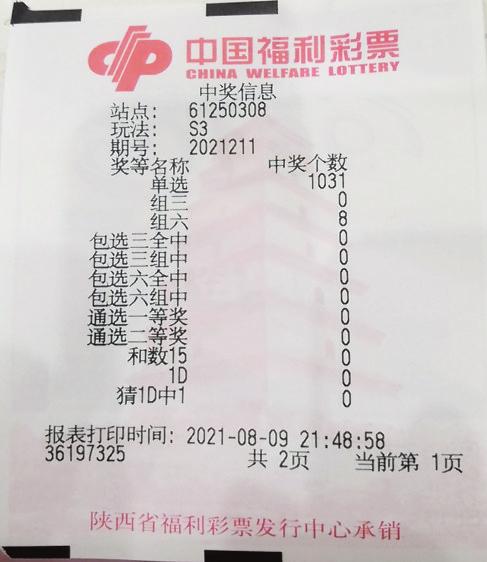 中国福利彩票
CHINA WELFARE LOTTERY
中奖信息
站点: 61250308
玩法: S3
期号: 2021211
奖等名称 中奖个数
单选 1031
组三 0
组六 8
包选三全中 0
包选三组中 0
包选六全中 0
包选六组中 0
通选一等奖 0
通选二等奖 0
和数15 0
1D 0
猜1D中1 0
报表打印时间: 2021-08-09 21:48:58
36197325 共 2页 当前第 1页
陕西省福利彩票发行中心承销